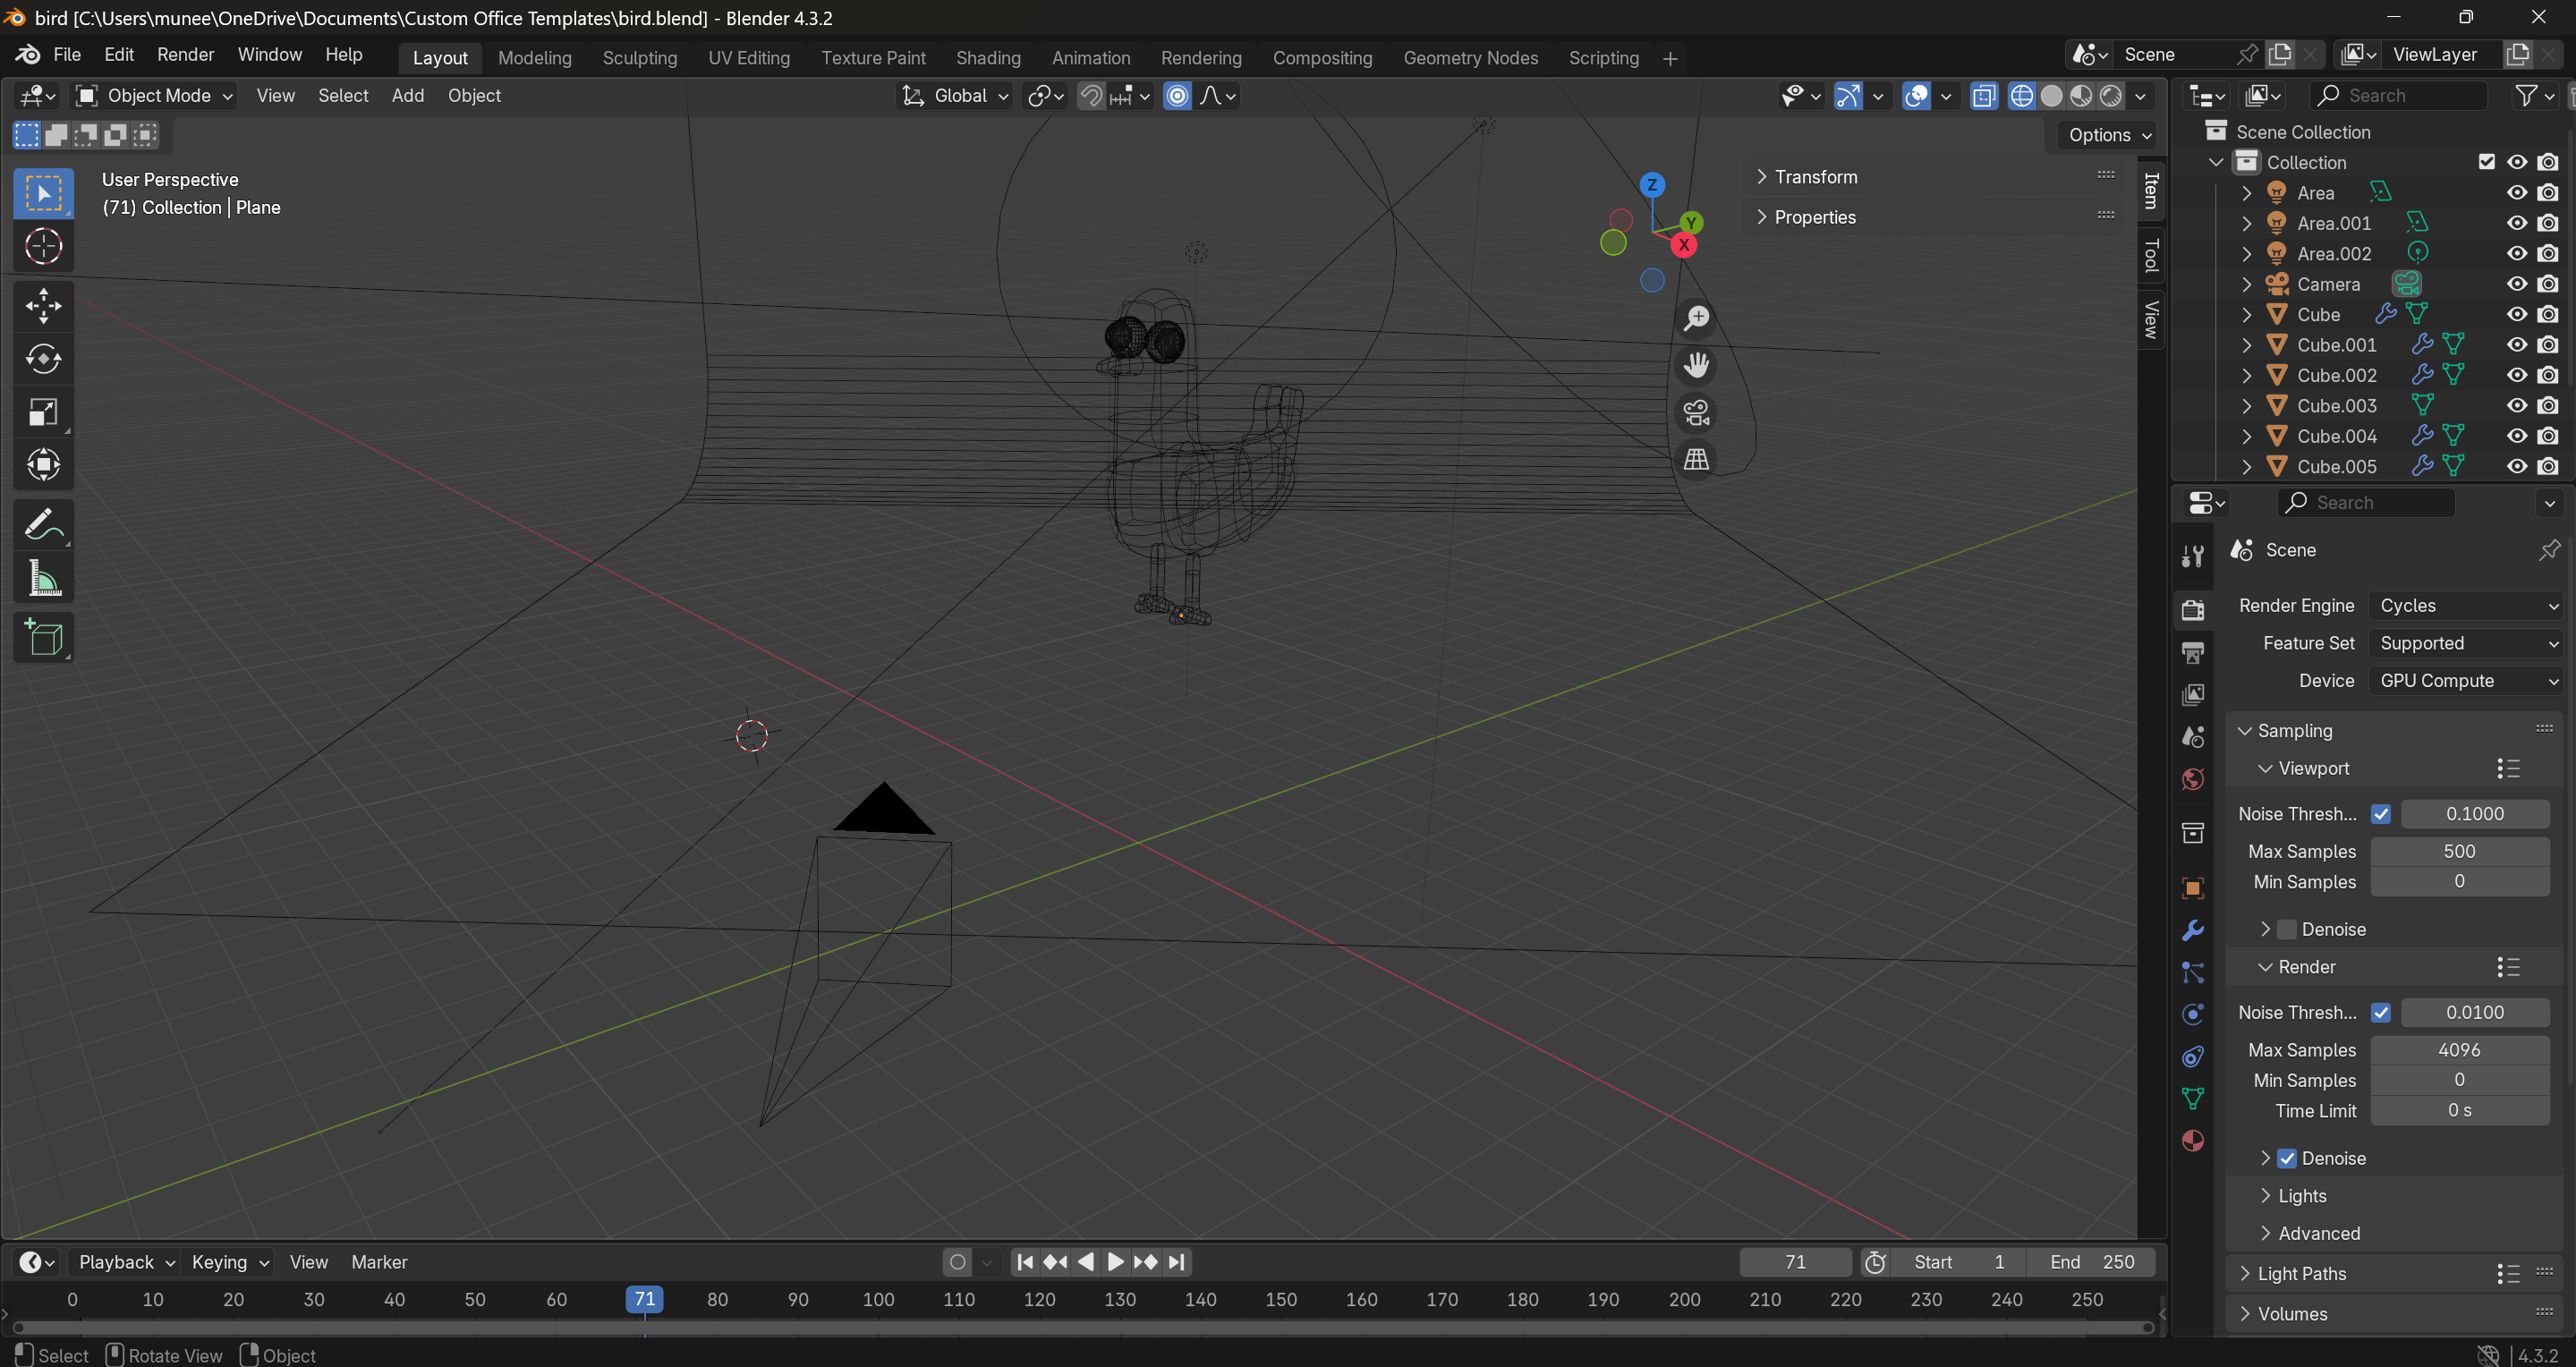 bird [C:\Users\munee\OneDrive\Documents\Custom Office Templates\bird.blend] - Blender 4.3.2
File Edit Render Window Help Layout Modeling Sculpting UV Editing Texture Paint Shading Animation Rendering Compositing Geometry Nodes Scripting + Scene ViewLayer
Object Mode View Select Add Object Global Search
Options
User Perspective
(71) Collection | Plane
Transform
Properties
Item
Tool
View
Z
Y
X
Scene Collection
Collection
Area
Area.001
Area.002
Camera
Cube
Cube.001
Cube.002
Cube.003
Cube.004
Cube.005
Search
Scene
Render Engine Cycles
Feature Set Supported
Device GPU Compute
Sampling
Viewport
Noise Thresh... 0.1000
Max Samples 500
Min Samples 0
Denoise
Render
Noise Thresh... 0.0100
Max Samples 4096
Min Samples 0
Time Limit 0 s
Denoise
Lights
Advanced
Light Paths
Volumes
Playback Keying View Marker 71 Start 1 End 250
0 10 20 30 40 50 60 71 80 90 100 110 120 130 140 150 160 170 180 190 200 210 220 230 240 250
Select Rotate View Object 4.3.2